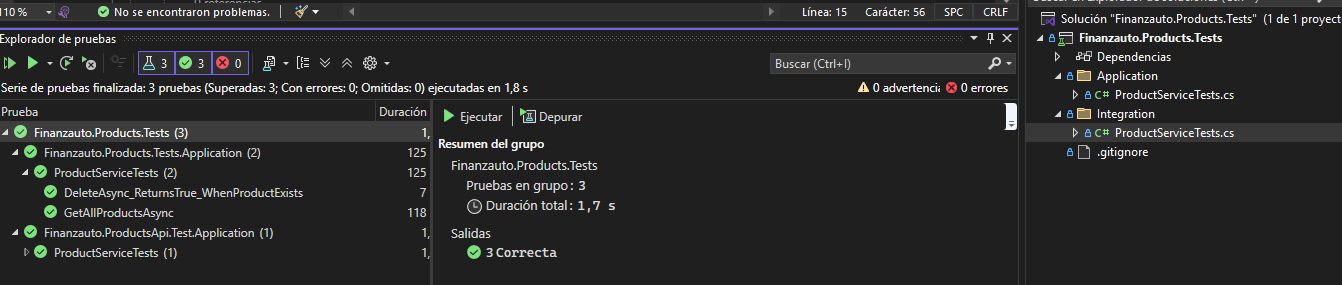 110 %
No se encontraron problemas.
Línea: 15
Carácter: 56
SPC
CRLF
Explorador de pruebas
3
3
0
Buscar (Ctrl+I)
Serie de pruebas finalizada: 3 pruebas (Superadas: 3; Con errores: 0; Omitidas: 0) ejecutadas en 1,8 s
0 advertencia
0 errores
Prueba
Duración
Finanzauto.Products.Tests (3)
1,
Finanzauto.Products.Tests.Application (2)
125
ProductServiceTests (2)
125
DeleteAsync_ReturnsTrue_WhenProductExists
7
GetAllProductsAsync
118
Finanzauto.ProductsApi.Test.Application (1)
1,
ProductServiceTests (1)
1,
Ejecutar
Depurar
Resumen del grupo
Finanzauto.Products.Tests
Pruebas en grupo: 3
Duración total: 1,7 s
Salidas
3 Correcta
Solución "Finanzauto.Products.Tests" (1 de 1 proyecto
Finanzauto.Products.Tests
Dependencias
Application
C# ProductServiceTests.cs
Integration
C# ProductServiceTests.cs
.gitignore